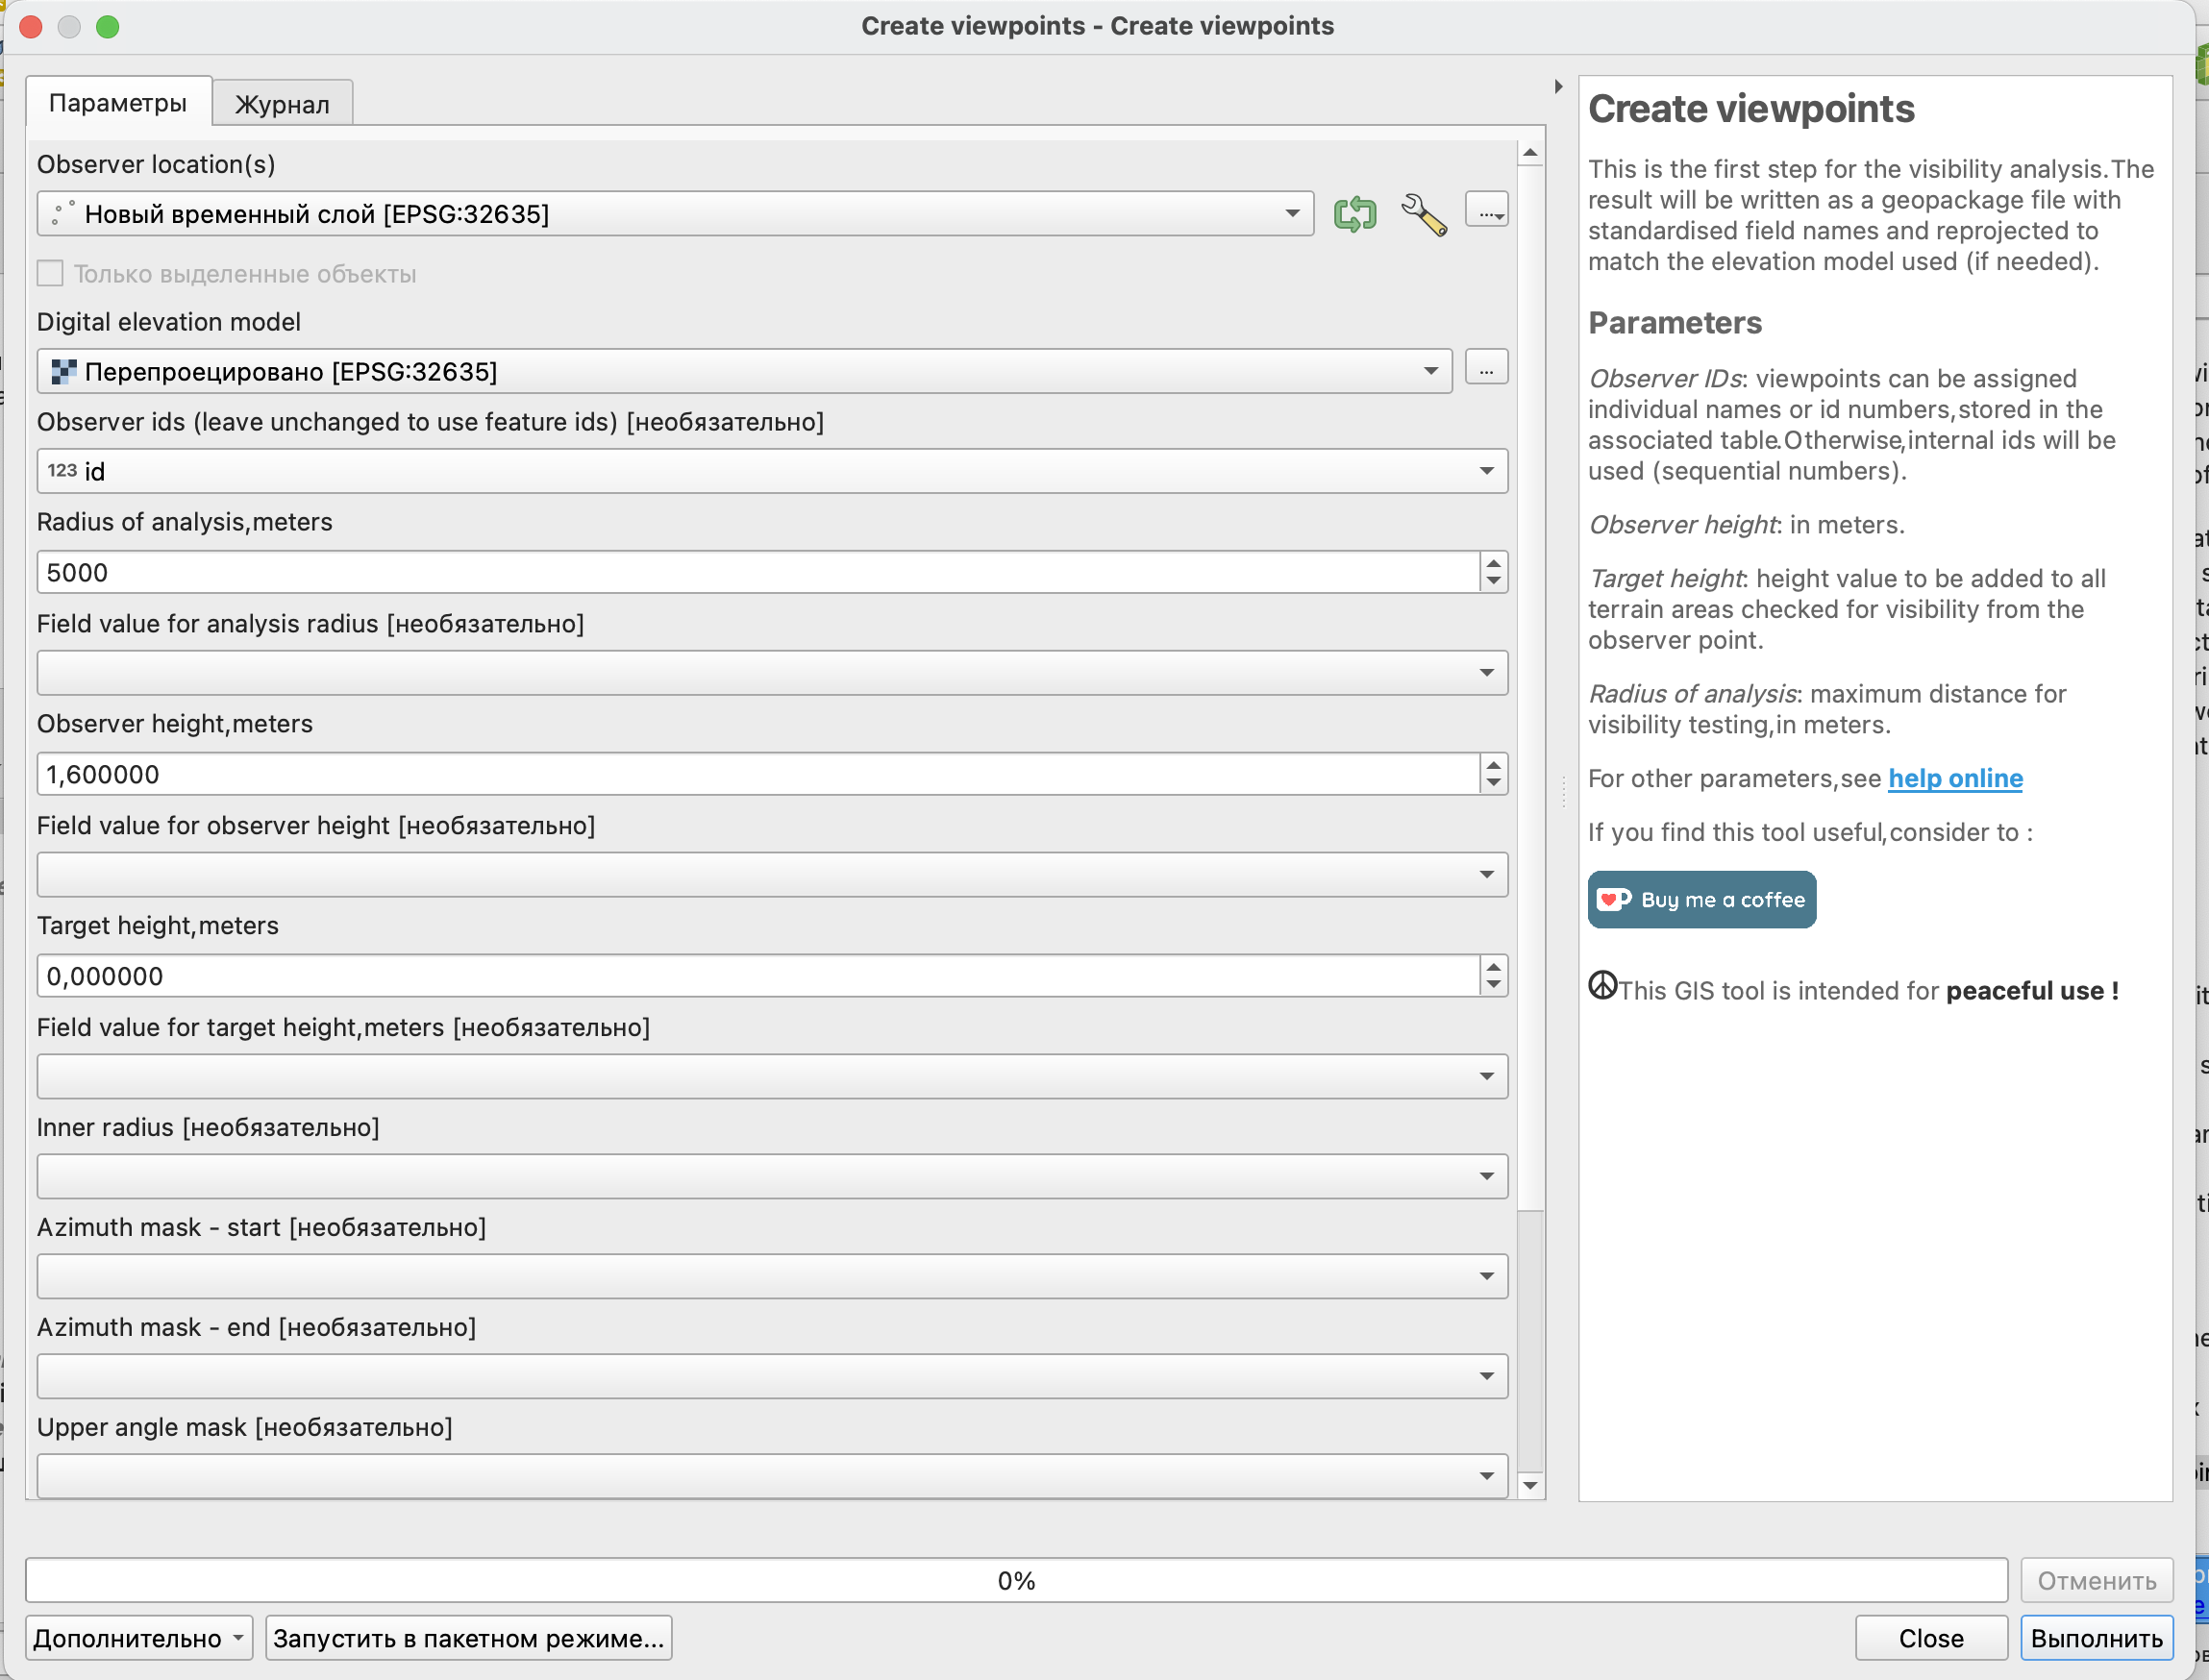 Create viewpoints - Create viewpoints
Параметры
Журнал
Observer location(s)
Новый временный слой [EPSG:32635]
...
Только выделенные объекты
Digital elevation model
Перепроецировано [EPSG:32635]
...
Observer ids (leave unchanged to use feature ids) [необязательно]
123 id
Radius of analysis,meters
5000
Field value for analysis radius [необязательно]
Observer height,meters
1,600000
Field value for observer height [необязательно]
Target height,meters
0,000000
Field value for target height,meters [необязательно]
Inner radius [необязательно]
Azimuth mask - start [необязательно]
Azimuth mask - end [необязательно]
Upper angle mask [необязательно]
Create viewpoints
This is the first step for the visibility analysis.The
result will be written as a geopackage file with
standardised field names and reprojected to
match the elevation model used (if needed).
Parameters
Observer IDs: viewpoints can be assigned
individual names or id numbers,stored in the
associated table.Otherwise,internal ids will be
used (sequential numbers).
Observer height: in meters.
Target height: height value to be added to all
terrain areas checked for visibility from the
observer point.
Radius of analysis: maximum distance for
visibility testing,in meters.
For other parameters,see help online
If you find this tool useful,consider to :
Buy me a coffee
This GIS tool is intended for peaceful use !
0%
Отменить
Дополнительно
Запустить в пакетном режиме...
Close
Выполнить